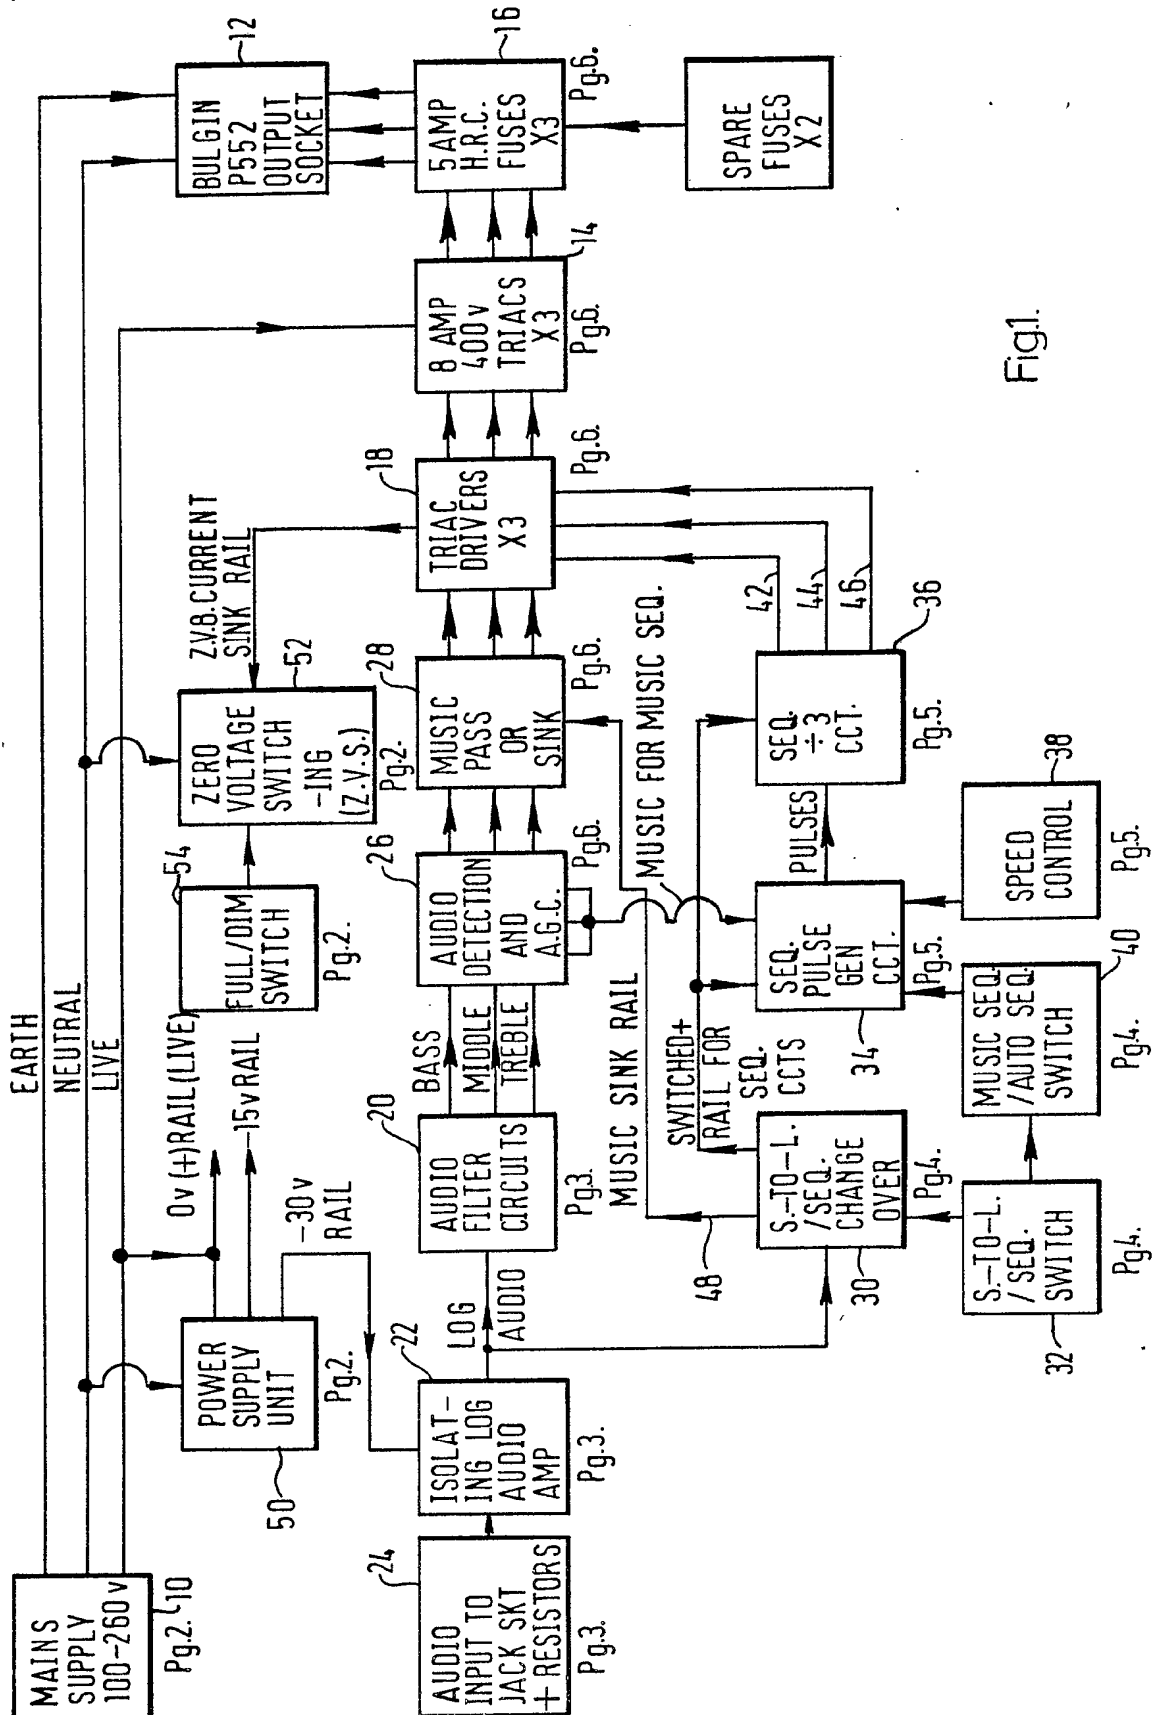 MAINS
SUPPLY
100-260v
Pg.2.
10
EARTH
NEUTRAL
LIVE
BULGIN
P552
OUTPUT
SOCKET
12
POWER
SUPPLY
UNIT
Pg.2.
50
0v(+)RAIL(LIVE)
-15vRAIL
-30v
RAIL
FULL/DIM
SWITCH
Pg.2.
54
ZERO
VOLTAGE
SWITCH
-ING
(Z.V.S.)
Pg.2.
52
Z.V.8.CURRENT
SINK RAIL
AUDIO
INPUT TO
JACK SKT
+ RESISTORS
Pg.3.
24
ISOLAT-
ING LOG
AUDIO
AMP
Pg.3.
22
LOG
AUDIO
AUDIO
FILTER
CIRCUITS
Pg.3.
20
BASS
MIDDLE
TREBLE
AUDIO
DETECTION
AND
A.G.C.
Pg.6.
26
MUSIC
PASS
OR
SINK
Pg.6.
28
TRIAC
DRIVERS
X3
Pg.6.
18
8 AMP
400v
TRIACS
X3
Pg.6.
14
5AMP
H.R.C.
FUSES
X3
Pg.6.
16
SPARE
FUSES
X2
MUSIC SINK RAIL
SWITCHED+
RAIL FOR
SEQ.
CCTS
MUSIC FOR MUSIC SEQ.
48
S.-TO-L.
/SEQ.
CHANGE
OVER
Pg.4.
30
SEQ.
PULSE
GEN
CCT.
Pg.5.
34
PULSES
SEQ.
÷3
CCT.
Pg.5.
36
42
44
46
S.-TO-L.
/SEQ.
SWITCH
Pg.4.
32
MUSIC SEQ.
/AUTO SEQ.
SWITCH
Pg.4.
40
SPEED
CONTROL
Pg.5.
38
Fig.1.